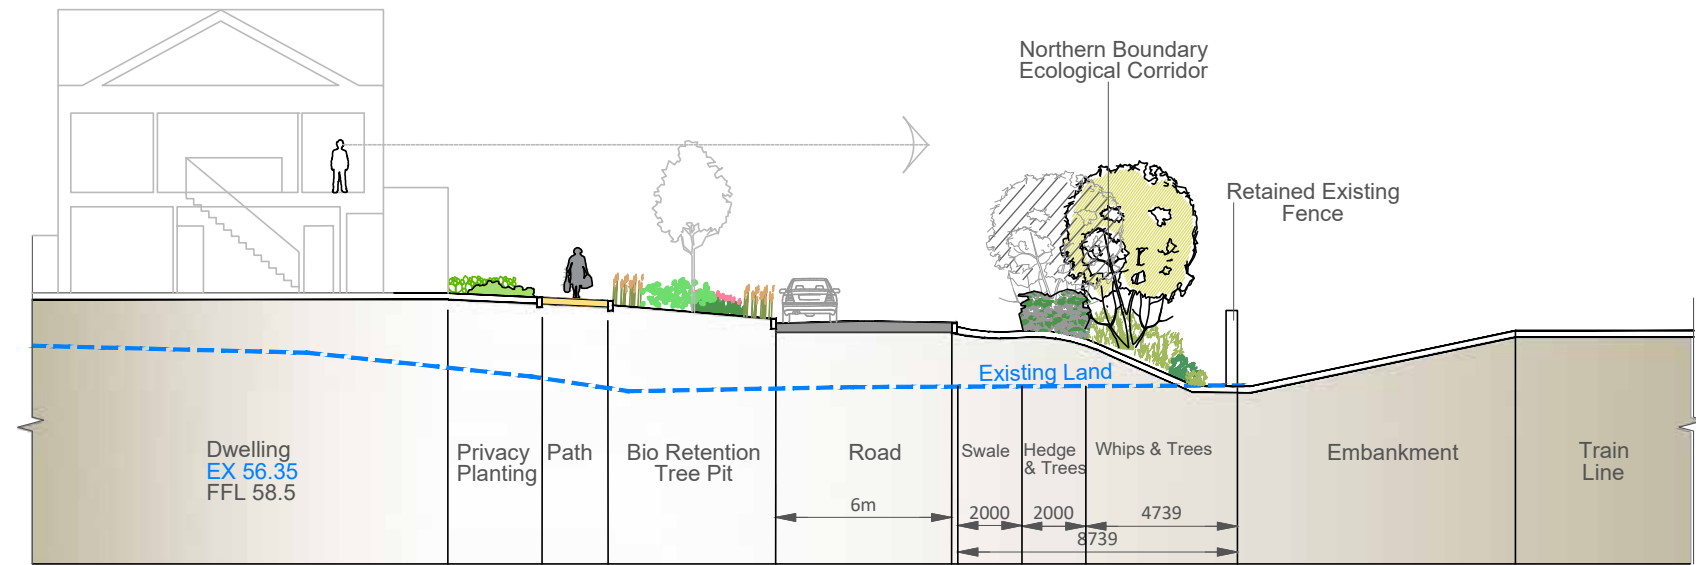 Northern Boundary
Ecological Corridor
Retained Existing
Fence
Existing Land
Dwelling
EX 56.35
FFL 58.5
Privacy
Planting
Path
Bio Retention
Tree Pit
Road
Swale
Hedge
& Trees
Whips & Trees
Embankment
Train
Line
6m
2000
2000
4739
8739